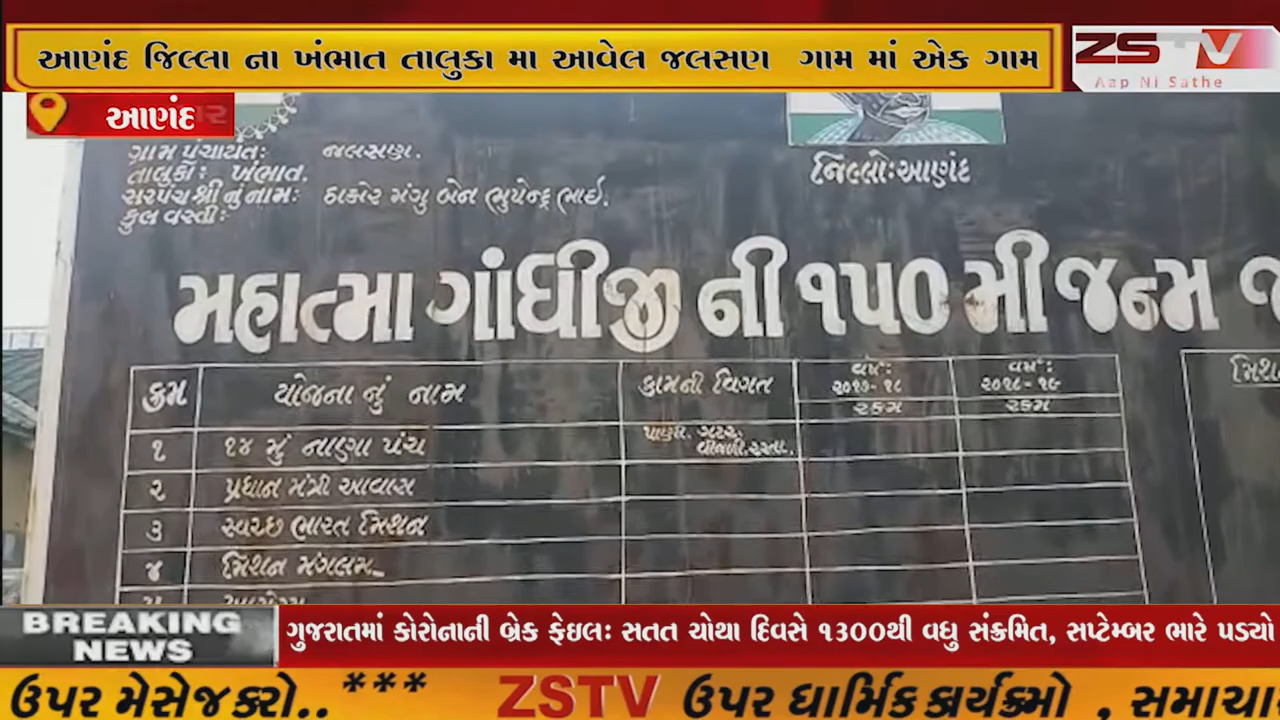 આણંદ જિલ્લા ના ખંભાત તાલુકા મા આવેલ જલસણ ગામ માં એક ગામ
ZSTV
Aap Ni Sathe
આણંદ
ગ્રામ પંચાયતઃ જલસણ.
તાલુકોઃ ખંભાત.
જિલ્લોઃઆણંદ
સરપંચશ્રી નું નામઃ ઠાકોર મંગુ બેન ભુપેન્દ્ર ભાઈ.
કુલ વસ્તીઃ
મહાત્મા ગાંધીજી ની ૧૫૦ મી જન્મ જ
ક્રમ યોજના નું નામ કામની વિગત વર્ષઃ ૨૦૧૭-૧૮ વર્ષઃ ૨૦૧૮-૧૯
રકમ રકમ
મિશ
૧ ૧૪ મું નાણા પંચ પાણી. ગટર.
વીજળી.રસ્તા.
૨ પ્રધાન મંત્રી આવાસ
૩ સ્વચ્છ ભારત મિશન
૪ મિશન મંગલમ
BREAKING
NEWS
ગુજરાતમાં કોરોનાની બ્રેક ફેઇલઃ સતત ચોથા દિવસે ૧૩૦૦થી વધુ સંક્રમિત, સપ્ટેમ્બર ભારે પડ્યો
ઉપર મેસેજ કરો.. *** ZSTV ઉપર ધાર્મિક કાર્યક્રમો , સમાચાર